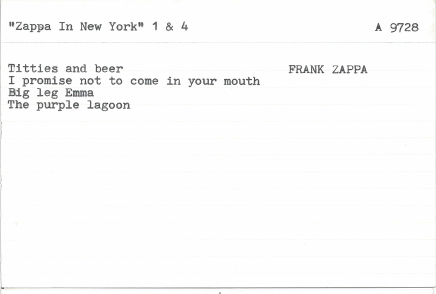 "Zappa In New York" 1 & 4 A 9728
Titties and beer FRANK ZAPPA
I promise not to come in your mouth
Big leg Emma
The purple lagoon